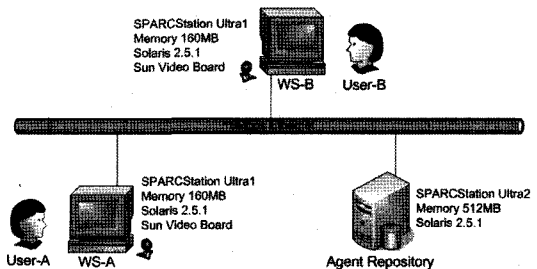 SPARCStation Ultra1
Memory 160MB
Solaris 2.5.1
Sun Video Board
WS-B
User-B
SPARCStation Ultra1
Memory 160MB
Solaris 2.5.1
Sun Video Board
User-A
WS-A
SPARCStation Ultra2
Memory 512MB
Solaris 2.5.1
Agent Repository